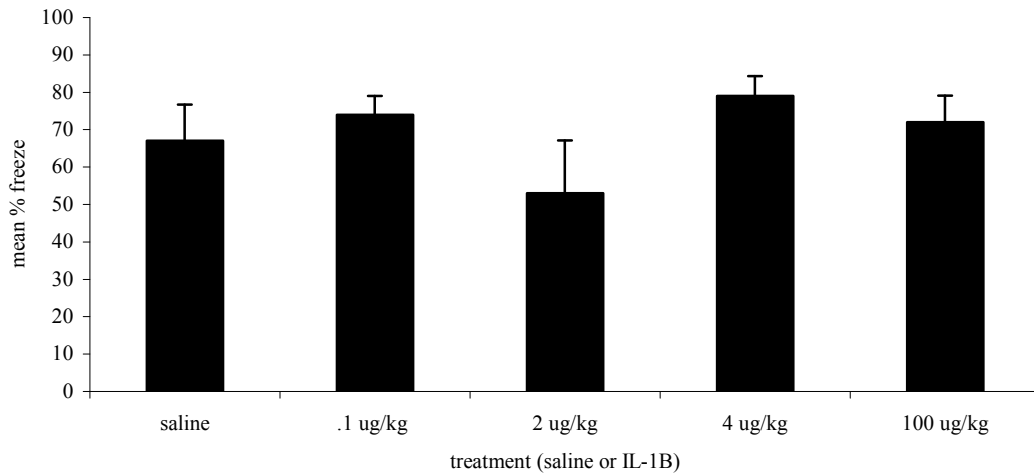 100
90
80
70
60
50
40
30
20
10
0
mean % freeze
saline
.1 ug/kg
2 ug/kg
4 ug/kg
100 ug/kg
treatment (saline or IL-1B)